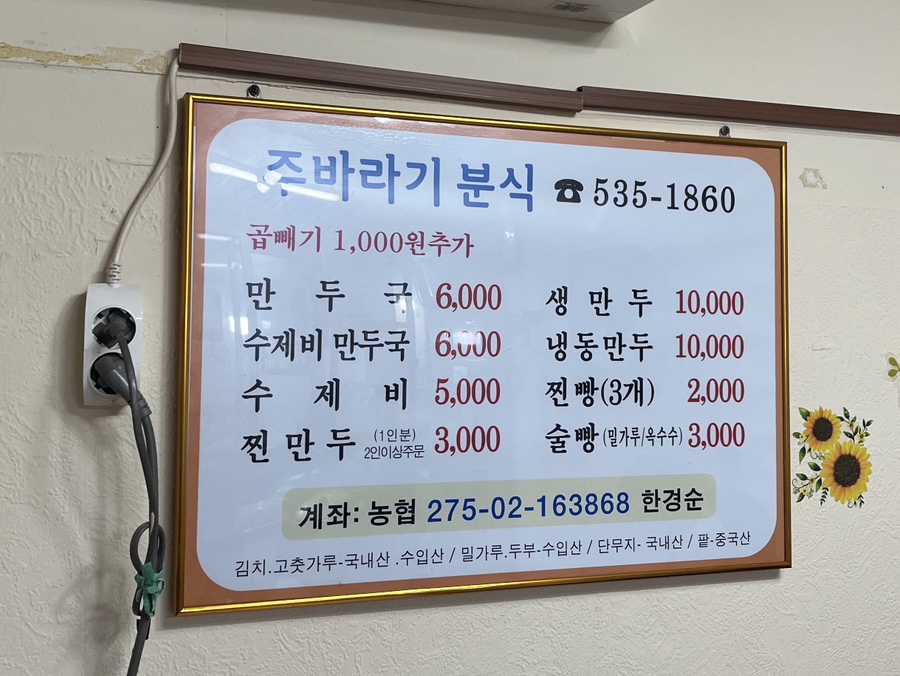 주바라기 분식 ☎ 535-1860
곱빼기 1,000원추가
만두국 6,000
수제비만두국 6,000
수제비 5,000
찐만두 (1인분) 2인이상주문 3,000
생만두 10,000
냉동만두 10,000
찐빵(3개) 2,000
술빵(밀가루/옥수수) 3,000
계좌: 농협 275-02-163868 한경순
김치.고춧가루-국내산 .수입산 / 밀가루.두부-수입산 / 단무지- 국내산 / 팥-중국산